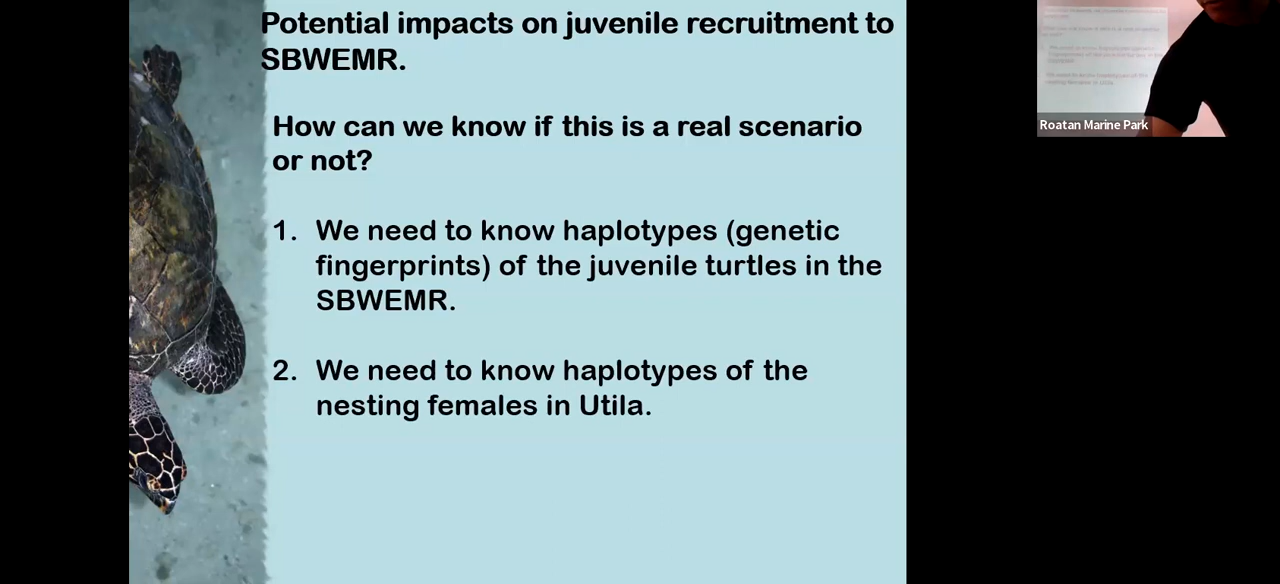 Potential impacts on juvenile recruitment to
SBWEMR.
How can we know if this is a real scenario
or not?
1. We need to know haplotypes (genetic
fingerprints) of the juvenile turtles in the
SBWEMR.
2. We need to know haplotypes of the
nesting females in Utila.
Roatan Marine Park